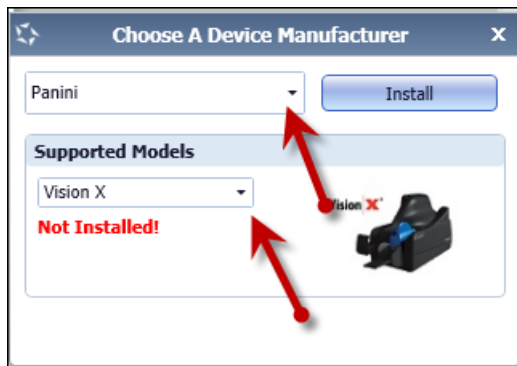 Choose A Device Manufacturer x
Panini
Install
Supported Models
Vision X
Not Installed!
Vision X